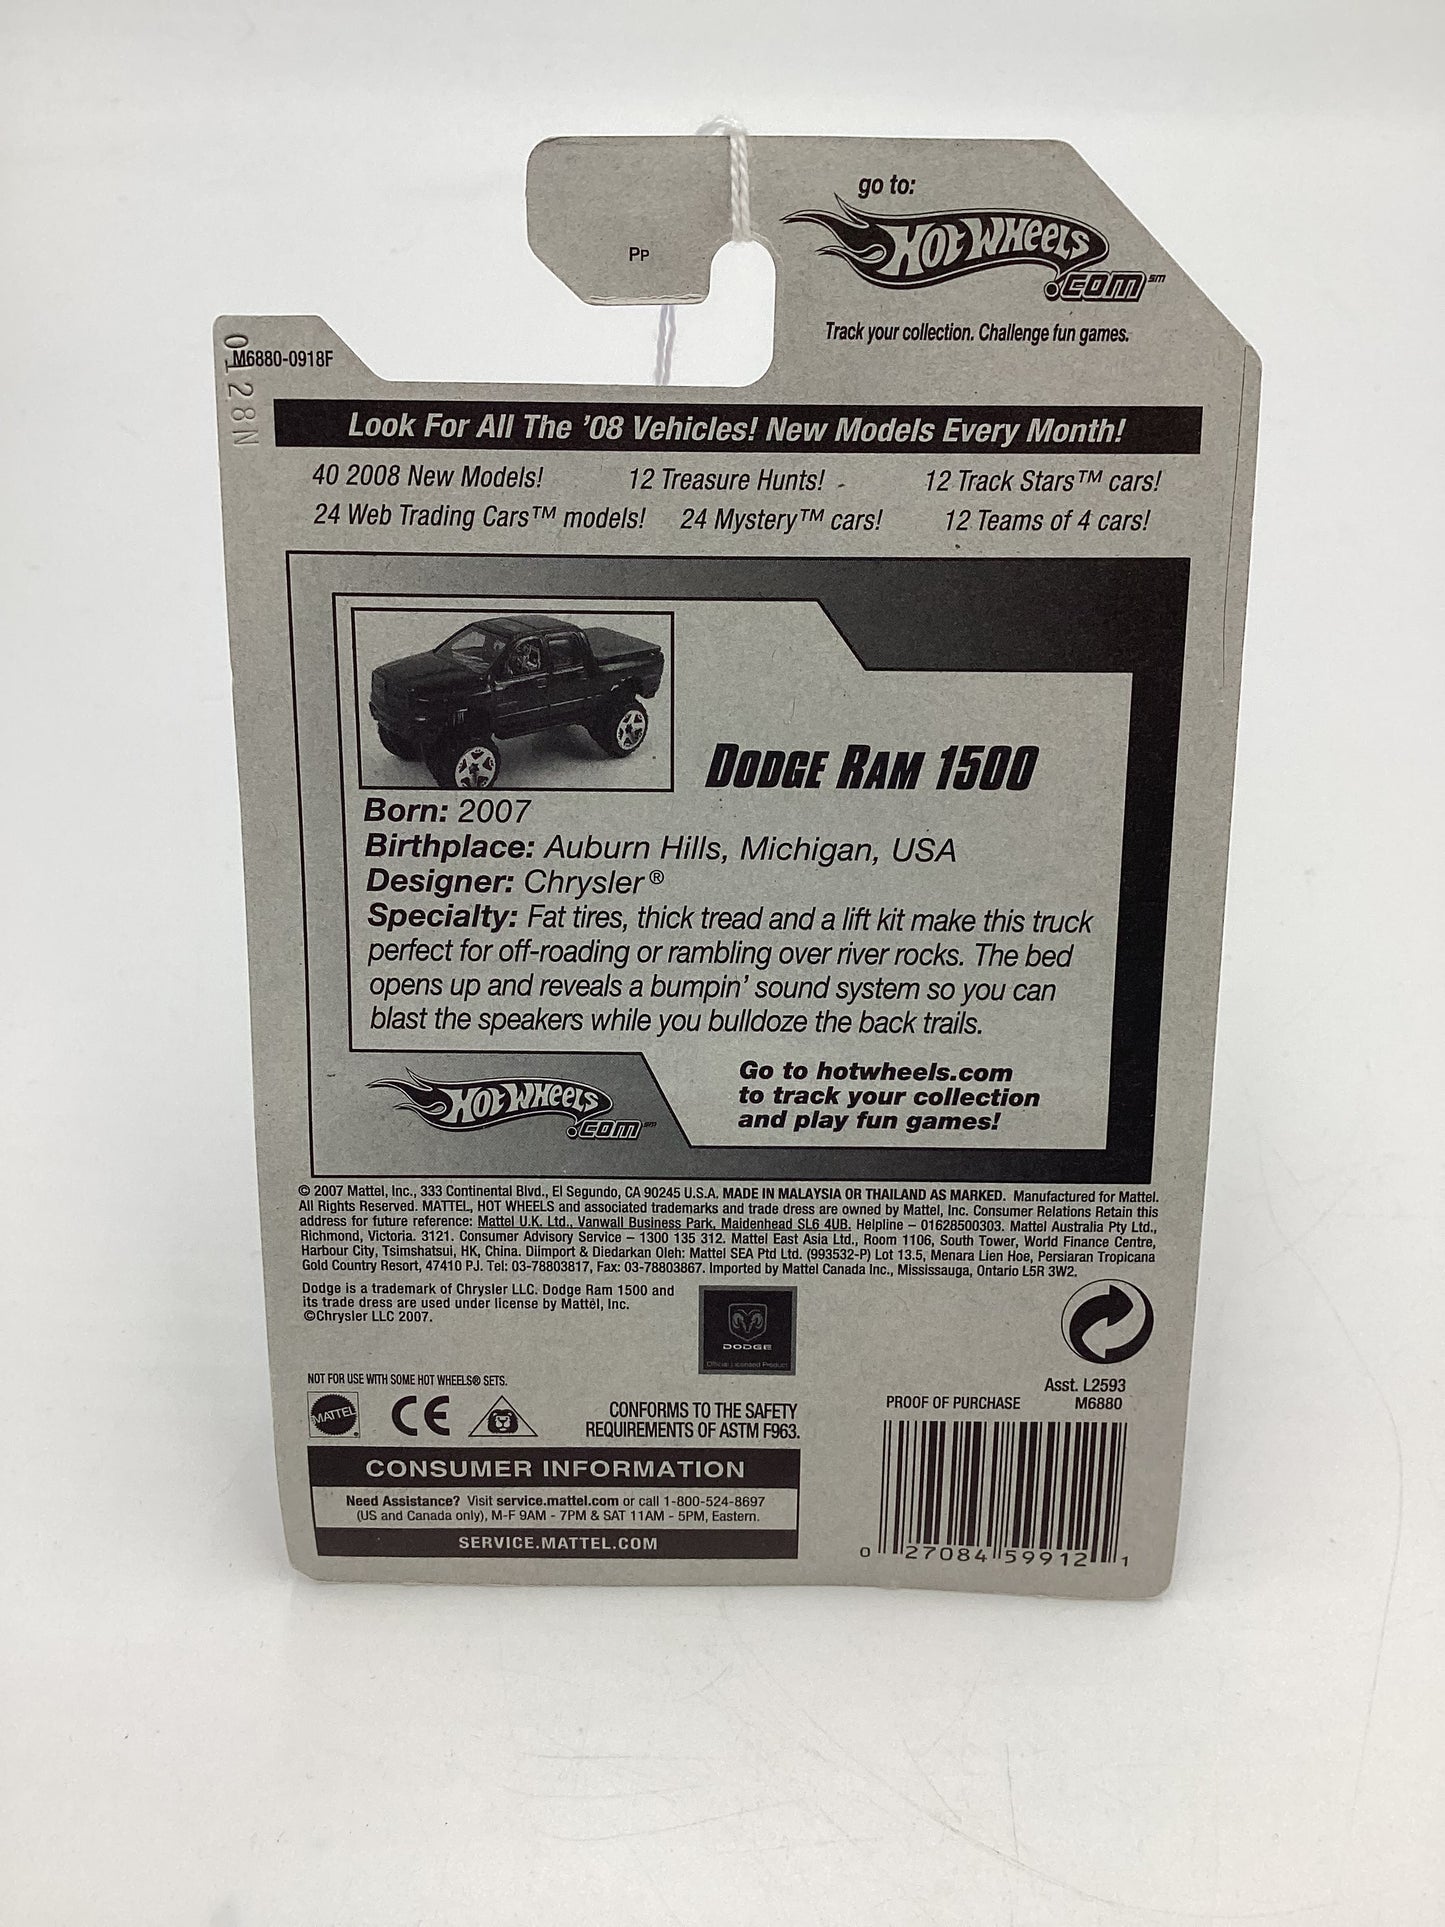 go to:
Hot Wheels
.com℠
Pp
Track your collection. Challenge fun games.
M6880-0918F
0128N
Look For All The '08 Vehicles! New Models Every Month!
40 2008 New Models! 12 Treasure Hunts! 12 Track Stars™ cars!
24 Web Trading Cars™ models! 24 Mystery™ cars! 12 Teams of 4 cars!
Dodge Ram 1500
Born: 2007
Birthplace: Auburn Hills, Michigan, USA
Designer: Chrysler®
Specialty: Fat tires, thick tread and a lift kit make this truck
perfect for off-roading or rambling over river rocks. The bed
opens up and reveals a bumpin' sound system so you can
blast the speakers while you bulldoze the back trails.
Hot Wheels
.com℠
Go to hotwheels.com
to track your collection
and play fun games!
© 2007 Mattel, Inc., 333 Continental Blvd., El Segundo, CA 90245 U.S.A. MADE IN MALAYSIA OR THAILAND AS MARKED. Manufactured for Mattel.
All Rights Reserved. MATTEL, HOT WHEELS and associated trademarks and trade dress are owned by Mattel, Inc. Consumer Relations Retain this
address for future reference: Mattel U.K. Ltd., Vanwall Business Park, Maidenhead SL6 4UB. Helpline – 01628500303. Mattel Australia Pty Ltd.,
Richmond, Victoria. 3121. Consumer Advisory Service – 1300 135 312. Mattel East Asia Ltd., Room 1106, South Tower, World Finance Centre,
Harbour City, Tsimshatsui, HK, China. Diimport & Diedarkan Oleh: Mattel SEA Ptd Ltd. (993532-P) Lot 13.5, Menara Lien Hoe, Persiaran Tropicana
Gold Country Resort, 47410 PJ. Tel: 03-78803817, Fax: 03-78803867. Imported by Mattel Canada Inc., Mississauga, Ontario L5R 3W2.
Dodge is a trademark of Chrysler LLC. Dodge Ram 1500 and
its trade dress are used under license by Mattel, Inc.
©Chrysler LLC 2007.
DODGE
Official Licensed Product
NOT FOR USE WITH SOME HOT WHEELS® SETS.
MATTEL®
CE
CONFORMS TO THE SAFETY
REQUIREMENTS OF ASTM F963.
Asst. L2593
PROOF OF PURCHASE M6880
CONSUMER INFORMATION
Need Assistance? Visit service.mattel.com or call 1-800-524-8697
(US and Canada only), M-F 9AM - 7PM & SAT 11AM - 5PM, Eastern.
SERVICE.MATTEL.COM
0 27084 59912 1